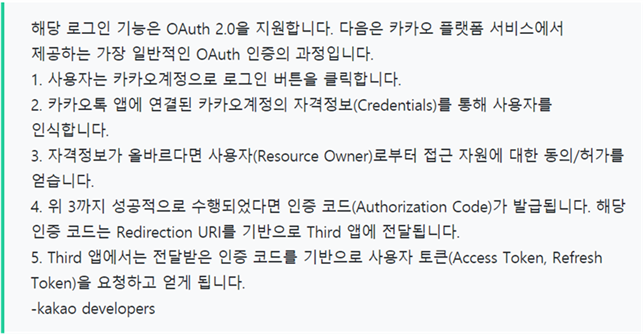 해당 로그인 기능은 OAuth 2.0을 지원합니다. 다음은 카카오 플랫폼 서비스에서
제공하는 가장 일반적인 OAuth 인증의 과정입니다.
1. 사용자는 카카오계정으로 로그인 버튼을 클릭합니다.
2. 카카오톡 앱에 연결된 카카오계정의 자격정보(Credentials)를 통해 사용자를
인식합니다.
3. 자격정보가 올바르다면 사용자(Resource Owner)로부터 접근 자원에 대한 동의/허가를
얻습니다.
4. 위 3까지 성공적으로 수행되었다면 인증 코드(Authorization Code)가 발급됩니다. 해당
인증 코드는 Redirection URI를 기반으로 Third 앱에 전달됩니다.
5. Third 앱에서는 전달받은 인증 코드를 기반으로 사용자 토큰(Access Token, Refresh
Token)을 요청하고 얻게 됩니다.
-kakao developers